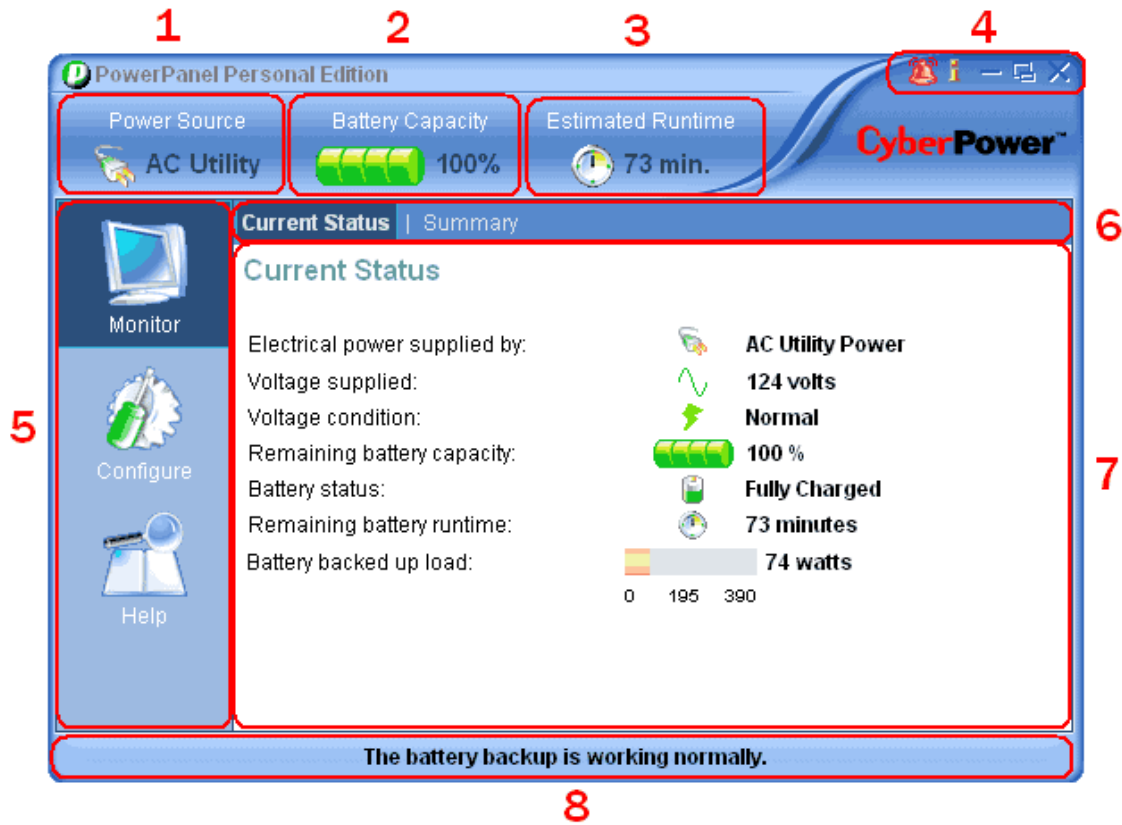 1 2 3 4
PowerPanel Personal Edition
Power Source Battery Capacity Estimated Runtime
AC Utility 100% 73 min.
CyberPower™
Current Status | Summary 6
Current Status
Monitor
Electrical power supplied by: AC Utility Power
Voltage supplied: 124 volts
Voltage condition: Normal
5
Remaining battery capacity: 100 %
Configure
7
Battery status: Fully Charged
Remaining battery runtime: 73 minutes
Battery backed up load: 74 watts
0 195 390
Help
The battery backup is working normally.
8